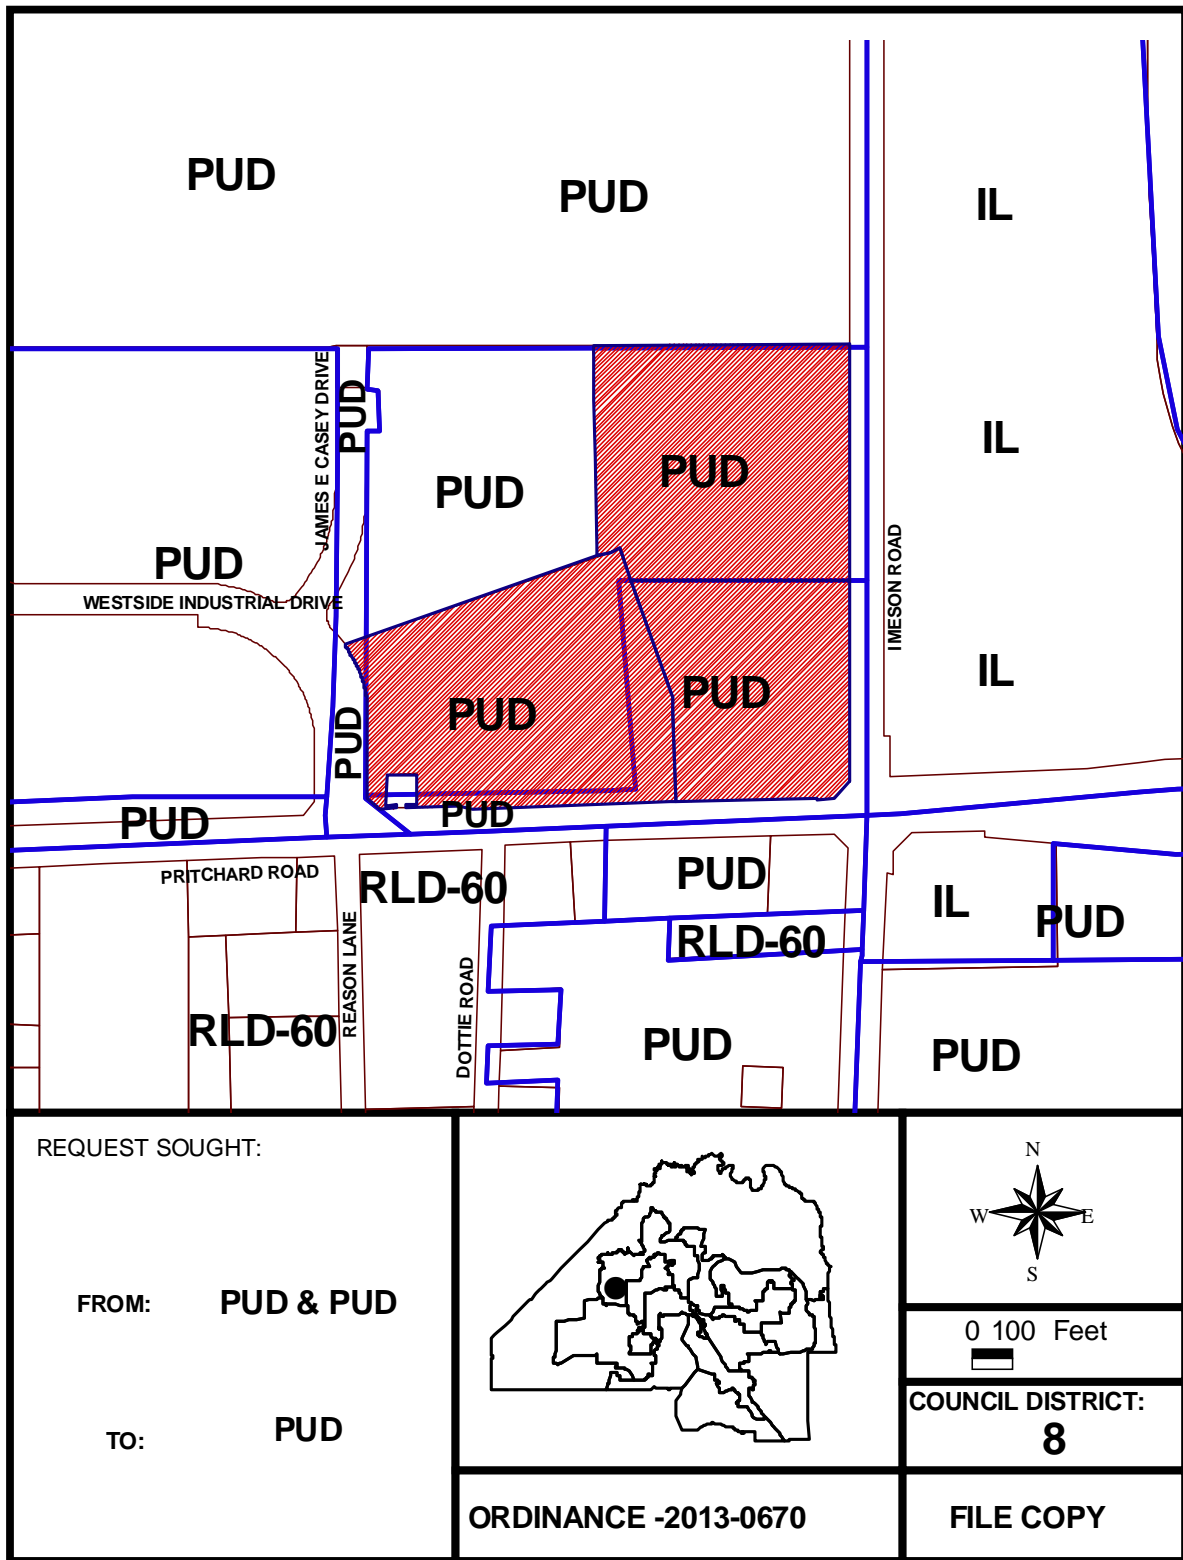 PUD
PUD
IL
JAMES E CASEY DRIVE
PUD
PUD
PUD
IL
PUD
WESTSIDE INDUSTRIAL DRIVE
IMESON ROAD
IL
PUD
PUD
PUD
PUD
PUD
PRITCHARD ROAD
RLD-60
PUD
IL
PUD
RLD-60
REASON LANE
DOTTIE ROAD
RLD-60
PUD
PUD
REQUEST SOUGHT:
FROM: PUD & PUD
TO: PUD
N
W E
S
0 100 Feet
COUNCIL DISTRICT:
8
ORDINANCE -2013-0670
FILE COPY